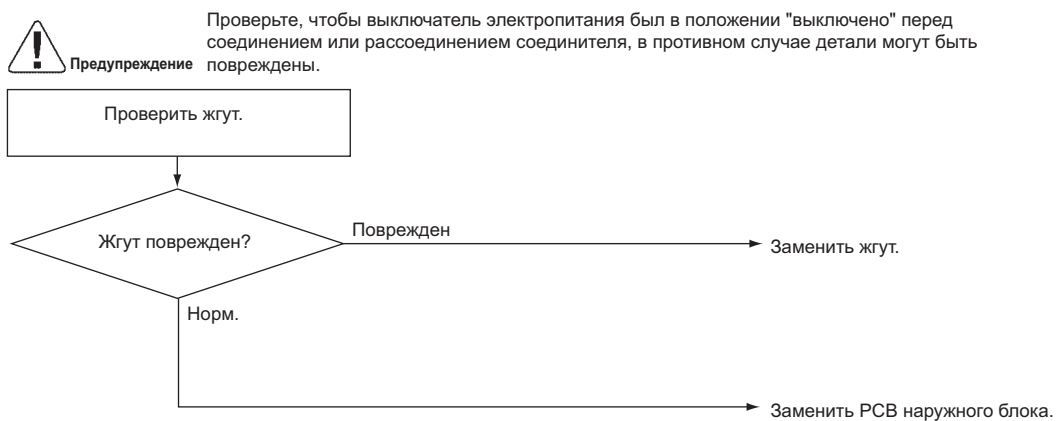 Проверьте, чтобы выключатель электропитания был в положении "выключено" перед
соединением или рассоединением соединителя, в противном случае детали могут быть
Предупреждение повреждены.
Проверить жгут.
Жгут поврежден?
Поврежден
Заменить жгут.
Норм.
Заменить PCB наружного блока.